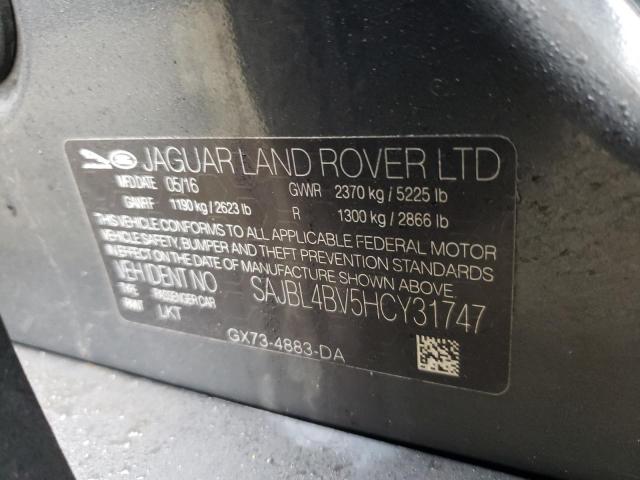 JAGUAR LAND ROVER LTD
MFD DATE 05/16 GWWR 2370 kg / 5225 lb
GAWR F 1190 kg / 2623 lb R 1300 kg / 2866 lb
THIS VEHICLE CONFORMS TO ALL APPLICABLE FEDERAL MOTOR
VEHICLE SAFETY, BUMPER AND THEFT PREVENTION STANDARDS
IN EFFECT ON THE DATE OF MANUFACTURE SHOWN ABOVE.
VEH IDENT NO. SAJBL4BV5HCY31747
TYPE PASSENGER CAR
PAINT LKT
GX73-4883-DA